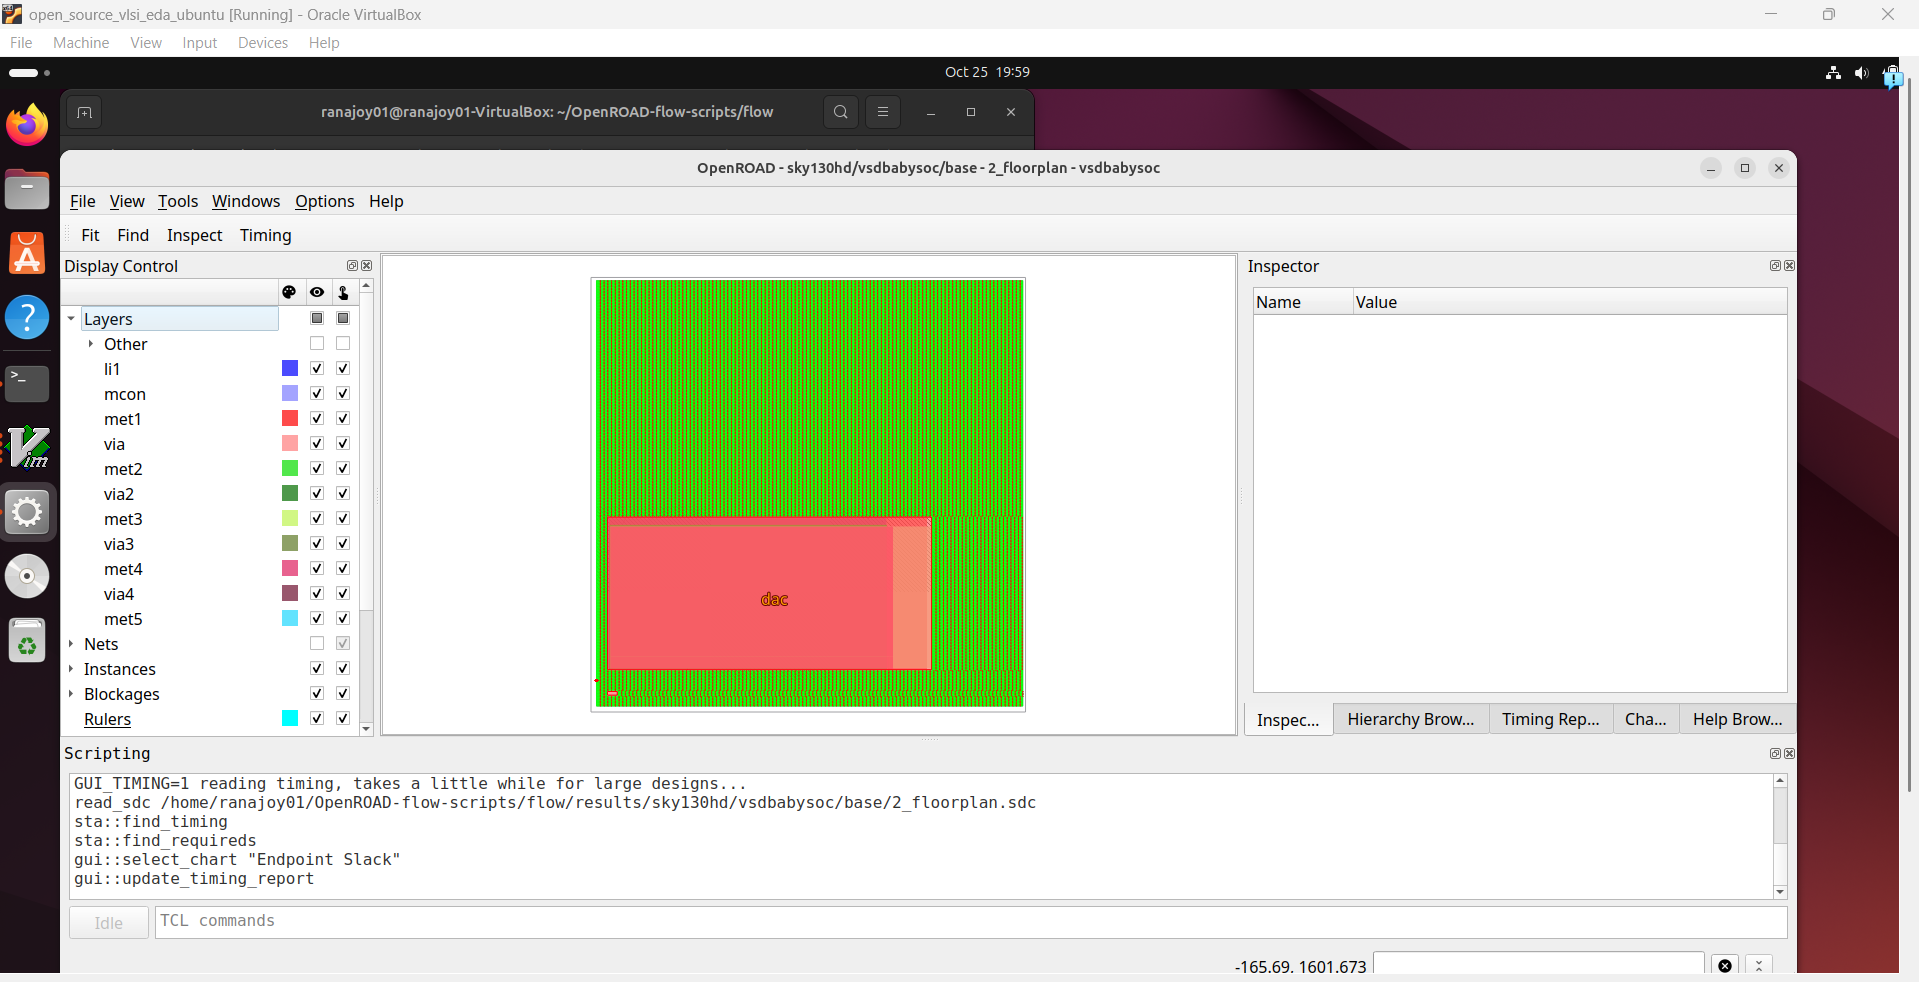 open_source_vlsi_eda_ubuntu [Running] - Oracle VirtualBox
File Machine View Input Devices Help
Oct 25 19:59
ranajoy01@ranajoy01-VirtualBox: ~/OpenROAD-flow-scripts/flow
OpenROAD - sky130hd/vsdbabysoc/base - 2_floorplan - vsdbabysoc
File View Tools Windows Options Help
Fit Find Inspect Timing
Display Control
Layers
Other
li1
mcon
met1
via
met2
via2
met3
via3
met4
via4
met5
Nets
Instances
Blockages
Rulers
dac
Inspector
Name Value
Inspec... Hierarchy Brow... Timing Rep... Cha... Help Brow...
Scripting
GUI_TIMING=1 reading timing, takes a little while for large designs...
read_sdc /home/ranajoy01/OpenROAD-flow-scripts/flow/results/sky130hd/vsdbabysoc/base/2_floorplan.sdc
sta::find_timing
sta::find_requireds
gui::select_chart "Endpoint Slack"
gui::update_timing_report
Idle TCL commands
-165.69, 1601.673